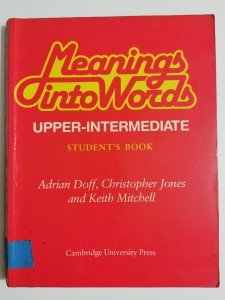 Meanings
into Words
UPPER-INTERMEDIATE
STUDENT'S BOOK
Adrian Doff, Christopher Jones
and Keith Mitchell
Cambridge University Press